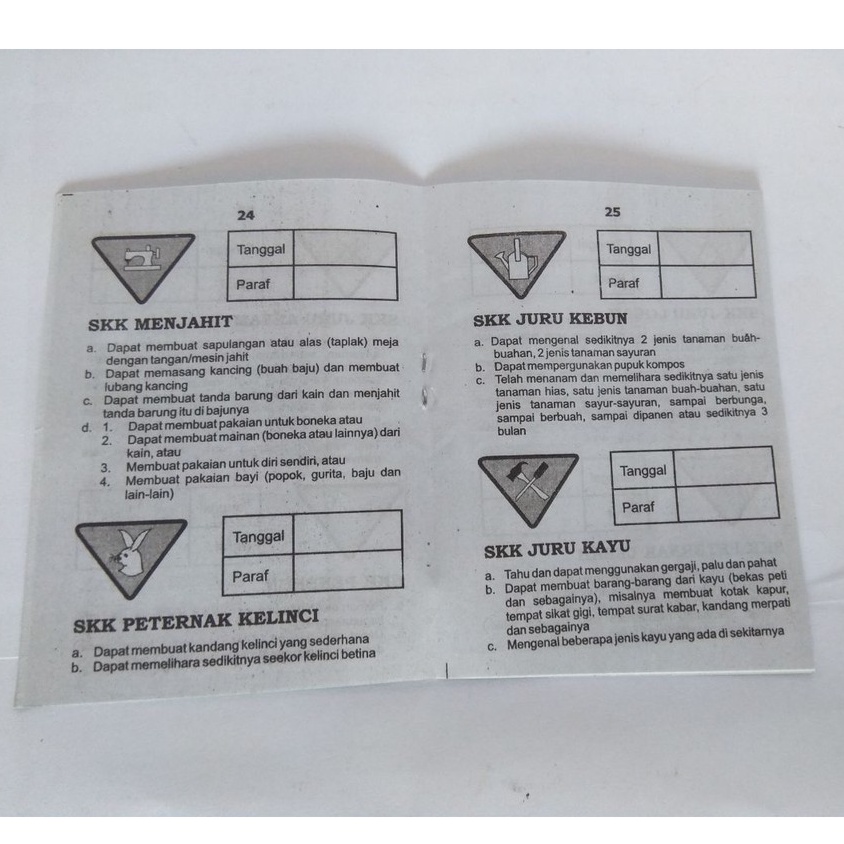 24
Tanggal
Paraf
SKK MENJAHIT
a. Dapat membuat sapulangan atau alas (taplak) meja
dengan tangan/mesin jahit
b. Dapat memasang kancing (buah baju) dan membuat
lubang kancing
c. Dapat membuat tanda barung dari kain dan menjahit
tanda barung itu di bajunya
d. 1. Dapat membuat pakaian untuk boneka atau
2. Dapat membuat mainan (boneka atau lainnya) dari
kain, atau
3. Membuat pakaian untuk diri sendiri, atau
4. Membuat pakaian bayi (popok, gurita, baju dan
lain-lain)
Tanggal
Paraf
SKK PETERNAK KELINCI
a. Dapat membuat kandang kelinci yang sederhana
b. Dapat memelihara sedikitnya seekor kelinci betina
25
Tanggal
Paraf
SKK JURU KEBUN
a. Dapat mengenal sedikitnya 2 jenis tanaman buah-
buahan, 2 jenis tanaman sayuran
b. Dapat mempergunakan pupuk kompos
c. Telah menanam dan memelihara sedikitnya satu jenis
tanaman hias, satu jenis tanaman buah-buahan, satu
jenis tanaman sayur-sayuran, sampai berbunga,
sampai berbuah, sampai dipanen atau sedikitnya 3
bulan
Tanggal
Paraf
SKK JURU KAYU
a. Tahu dan dapat menggunakan gergaji, palu dan pahat
b. Dapat membuat barang-barang dari kayu (bekas peti
dan sebagainya), misalnya membuat kotak kapur,
tempat sikat gigi, tempat surat kabar, kandang merpati
dan sebagainya
c. Mengenal beberapa jenis kayu yang ada di sekitarnya